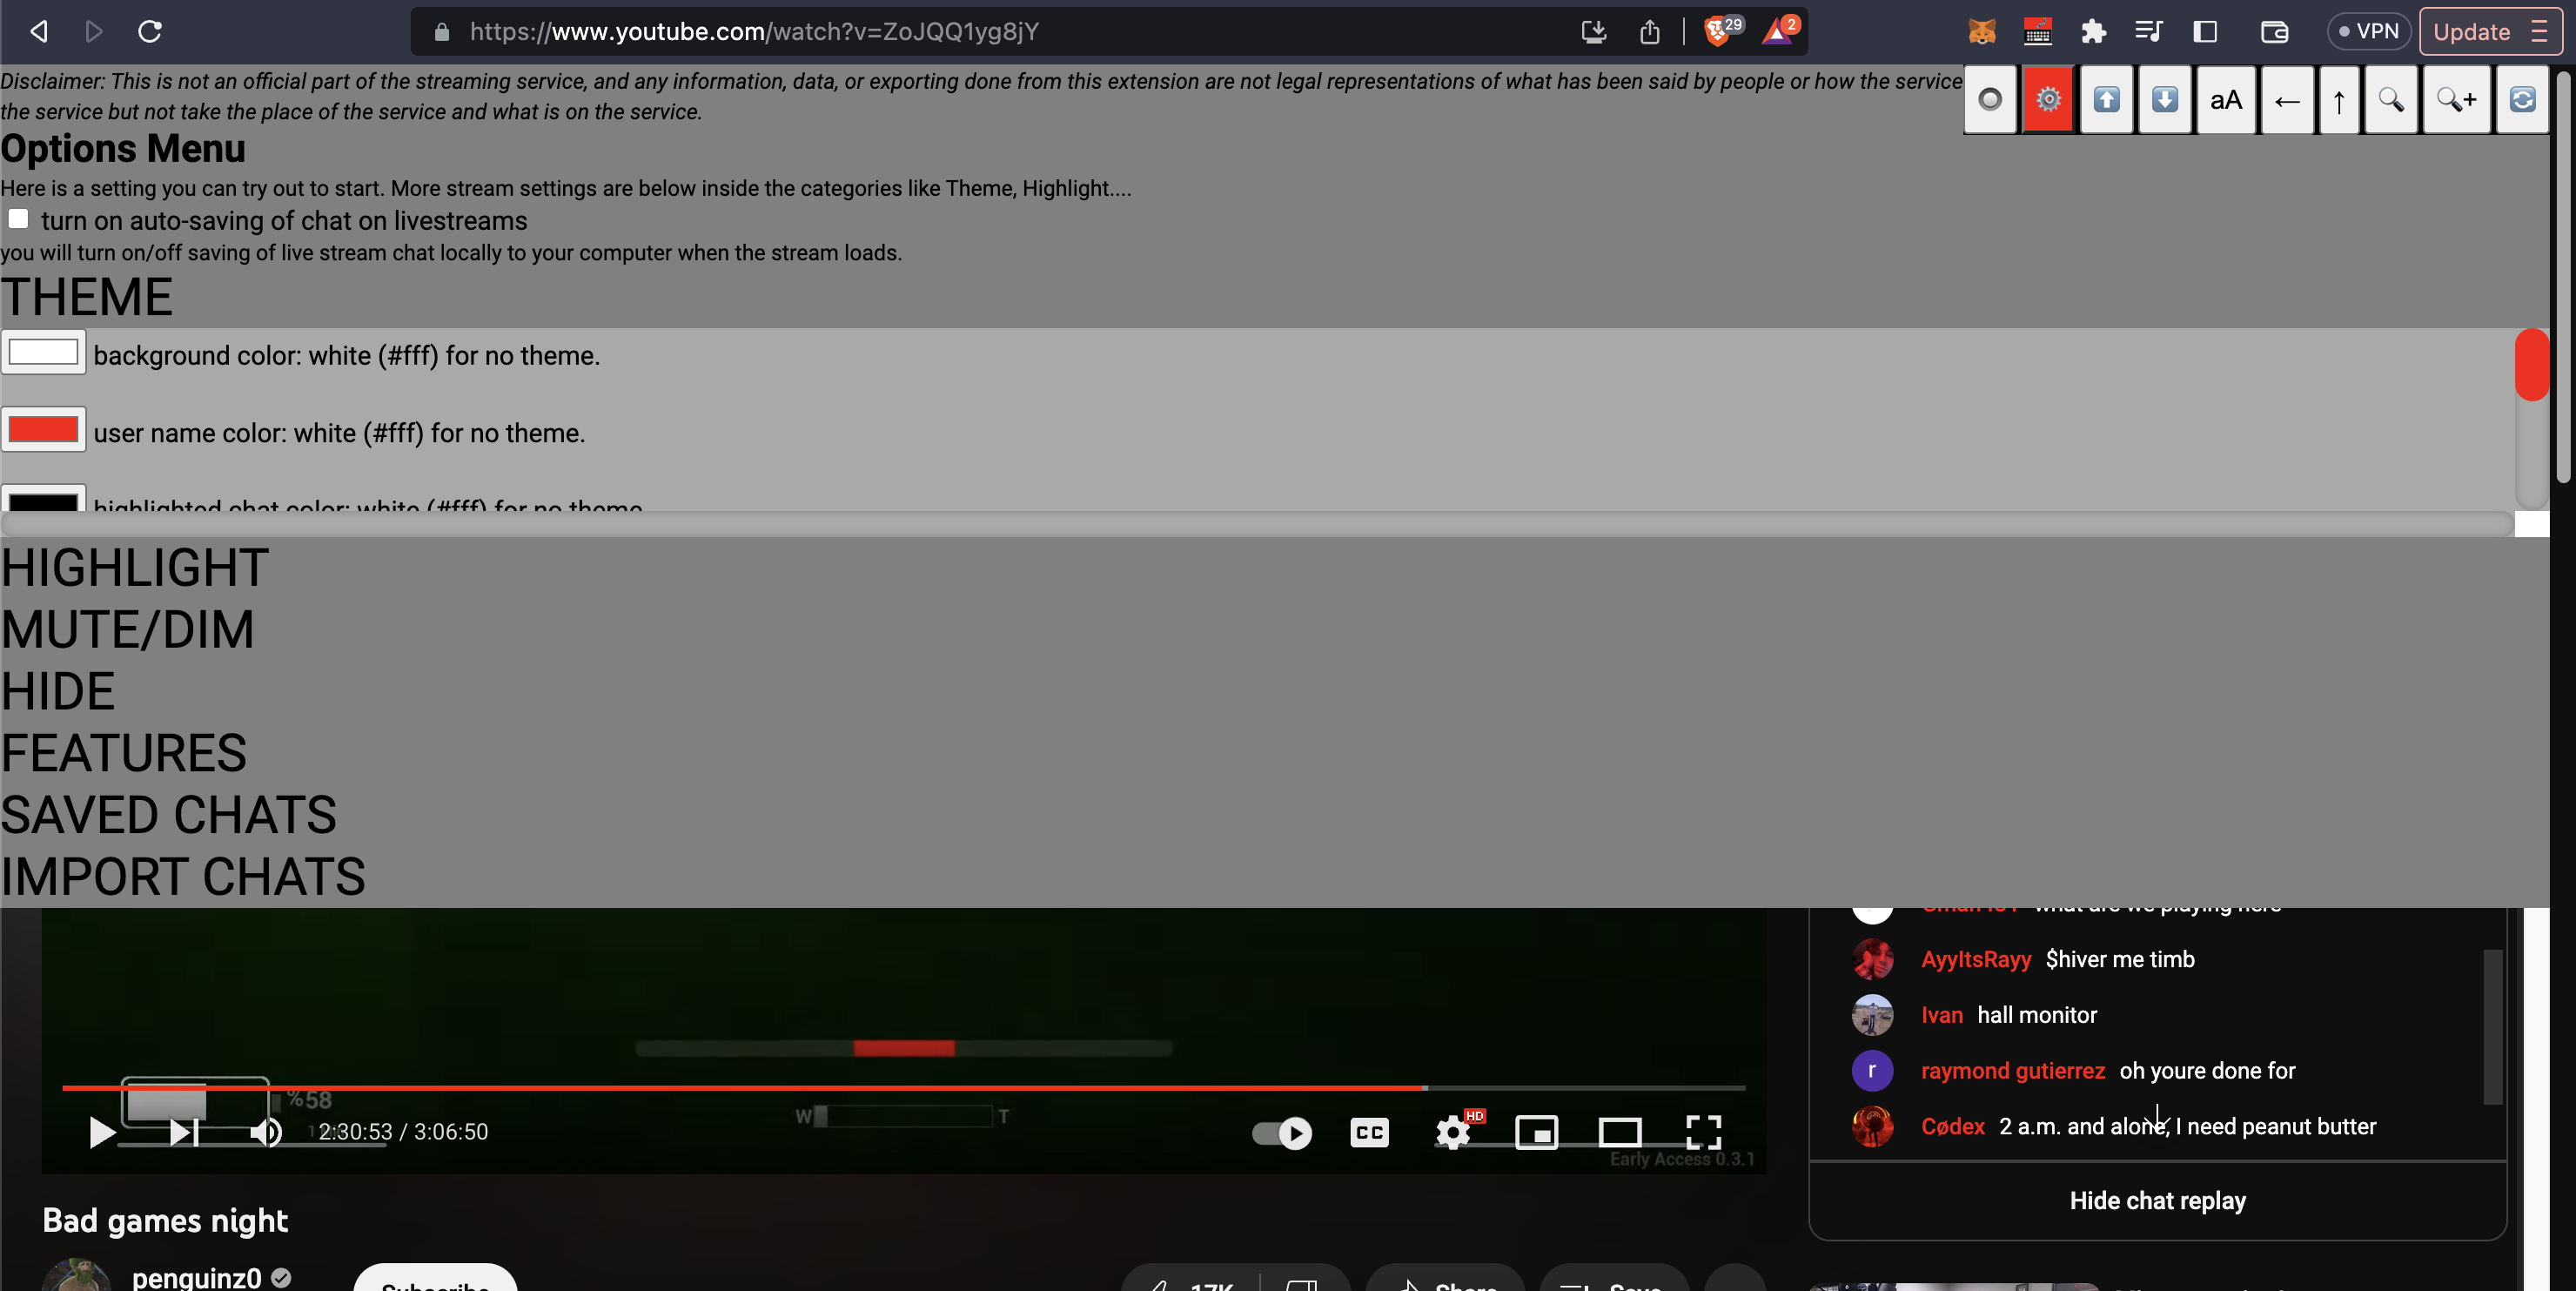 https://www.youtube.com/watch?v=ZoJQQ1yg8jY
29
2
VPN
Update
Disclaimer: This is not an official part of the streaming service, and any information, data, or exporting done from this extension are not legal representations of what has been said by people or how the service
the service but not take the place of the service and what is on the service.
aA
Options Menu
Here is a setting you can try out to start. More stream settings are below inside the categories like Theme, Highlight....
turn on auto-saving of chat on livestreams
you will turn on/off saving of live stream chat locally to your computer when the stream loads.
THEME
background color: white (#fff) for no theme.
user name color: white (#fff) for no theme.
highlighted chat color: white (#fff) for no theme
HIGHLIGHT
MUTE/DIM
HIDE
FEATURES
SAVED CHATS
IMPORT CHATS
what are we playing here
AyyItsRayy $hiver me timb
Ivan hall monitor
r raymond gutierrez oh youre done for
Cødex 2 a.m. and alone, I need peanut butter
%58
W T
2:30:53 / 3:06:50
CC
HD
Early Access 0.3.1
Hide chat replay
Bad games night
penguinz0
Subscribe
17K
Share
Save